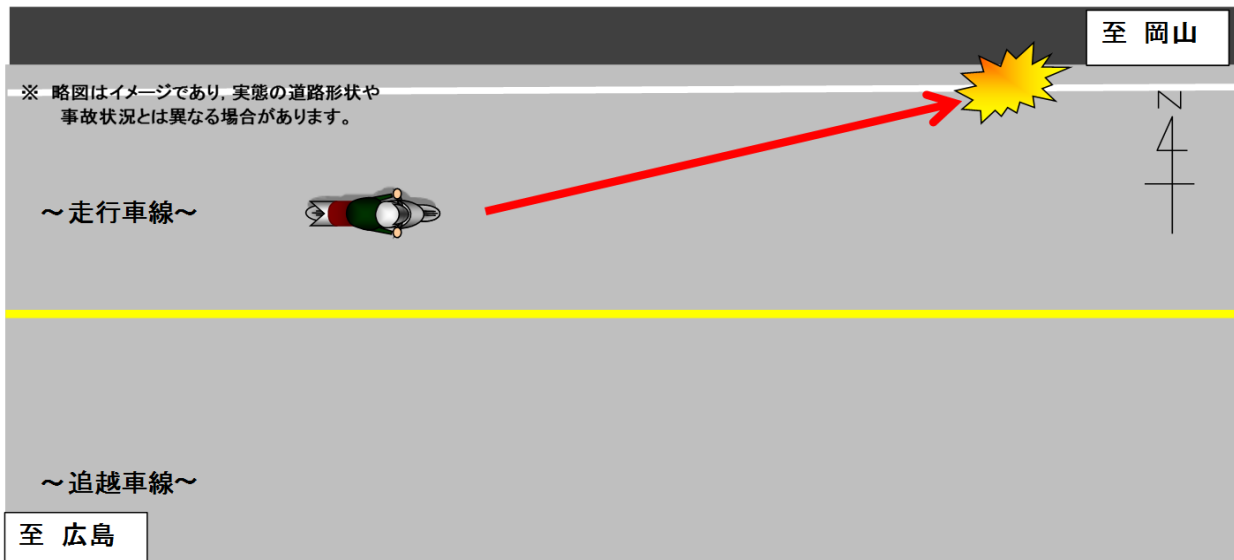 至 岡山
※ 略図はイメージであり, 実態の道路形状や
事故状況とは異なる場合があります。
N
～走行車線～
～追越車線～
至 広島